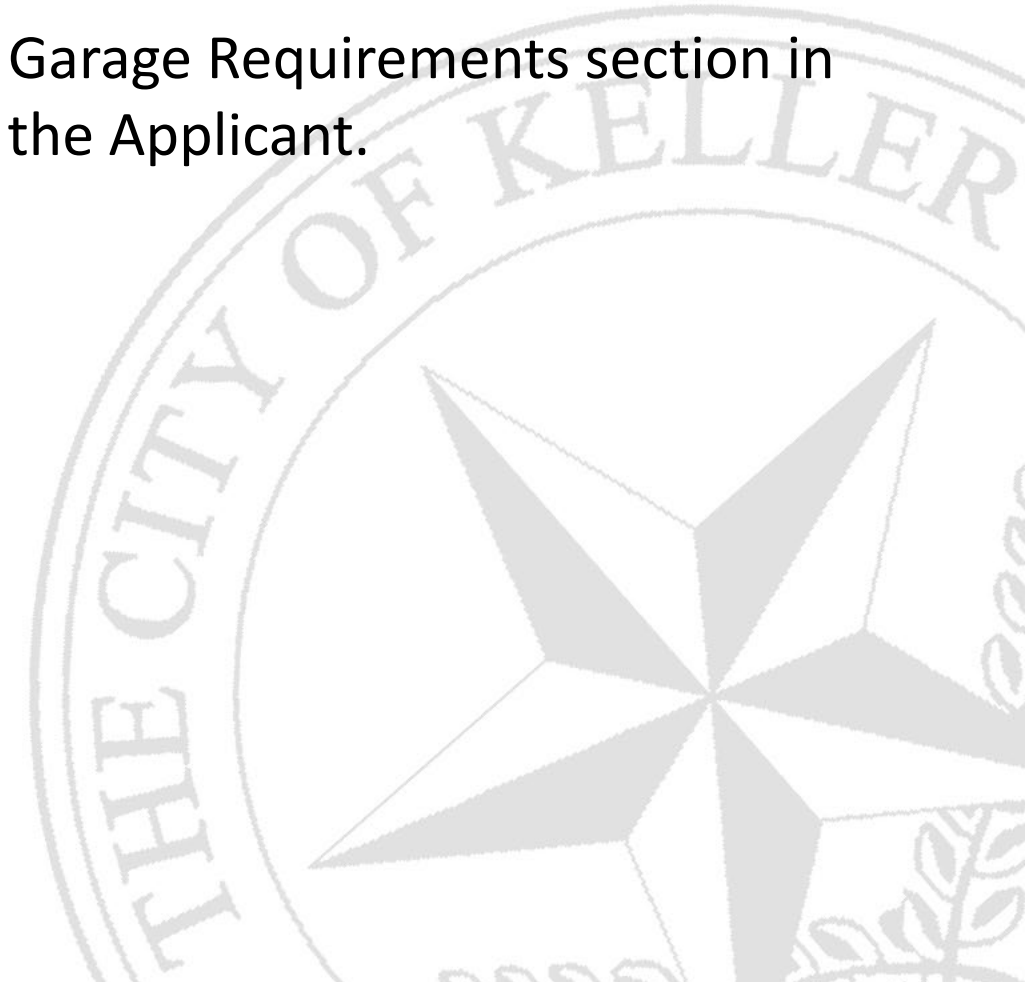 Garage Requirements section in
the Applicant.
THE CITY OF KELLER